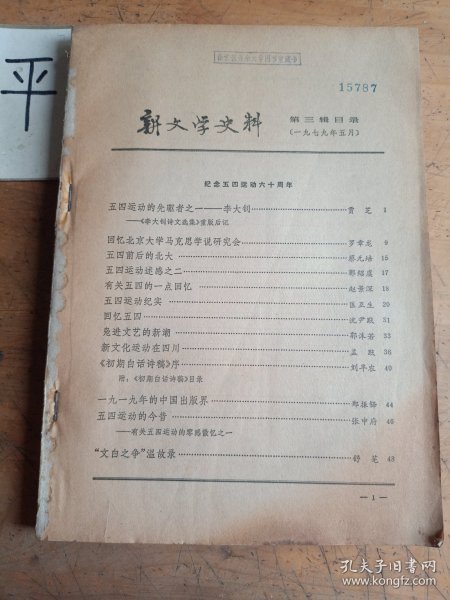 平
15787
新文学史料
第三辑目录
(一九七九年五月)
纪念五四运动六十周年
五四运动的先驱者之一——李大钊 贾芝 1
——《李大钊诗文选集》重版后记
回忆北京大学马克思学说研究会 罗章龙 9
五四前后的北大 15
五四运动述感之二 郭绍虞 17
有关五四的一点回忆 赵景深 18
五四运动纪实 匡互生 20
回忆五四 沈尹默 31
凫进文艺的新潮 郭沫若 33
新文化运动在四川 36
《初期白话诗稿》序 刘半农 40
附:《初期白话诗稿》目录
一九一九年的中国出版界 郑振铎 44
五四运动的今昔 张申府 46
——有关五四运动的零感散忆之一
“文白之争”温故录 舒芜 48
— 1 —
孔夫子旧书网
www.kongfz.com